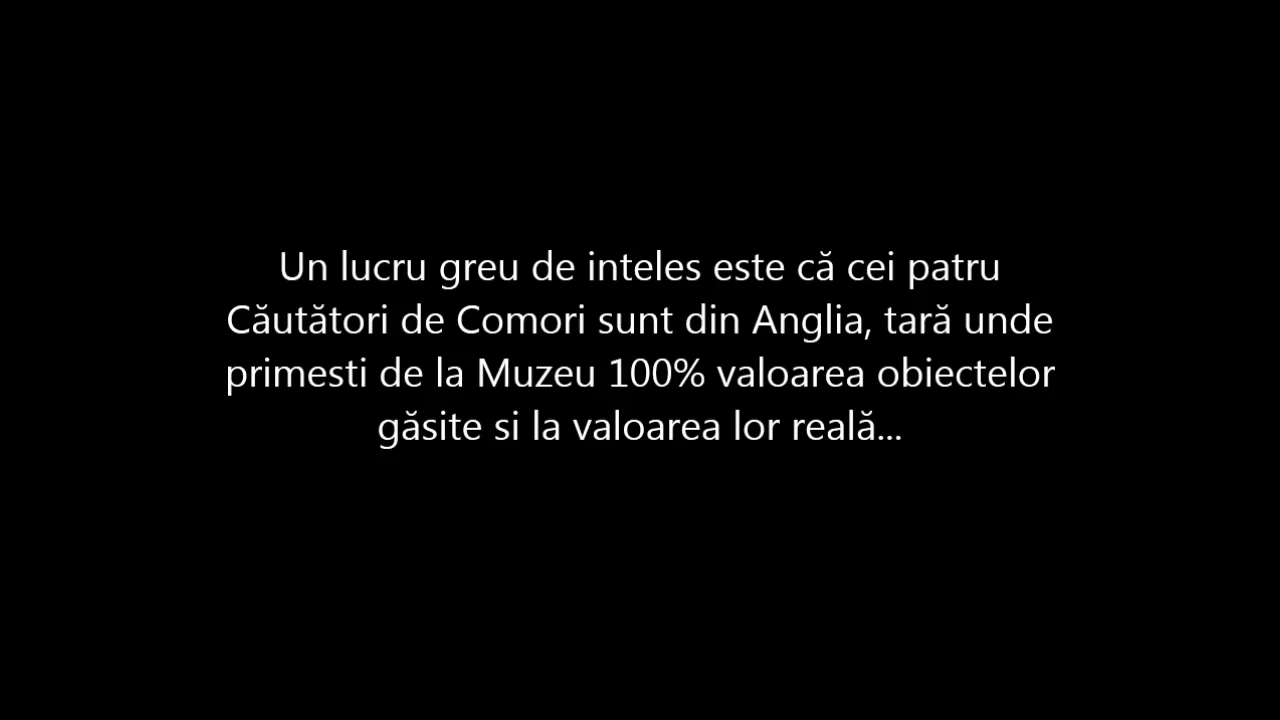 Un lucru greu de inteles este că cei patru
Căutători de Comori sunt din Anglia, tară unde
primesti de la Muzeu 100% valoarea obiectelor
găsite si la valoarea lor reală...